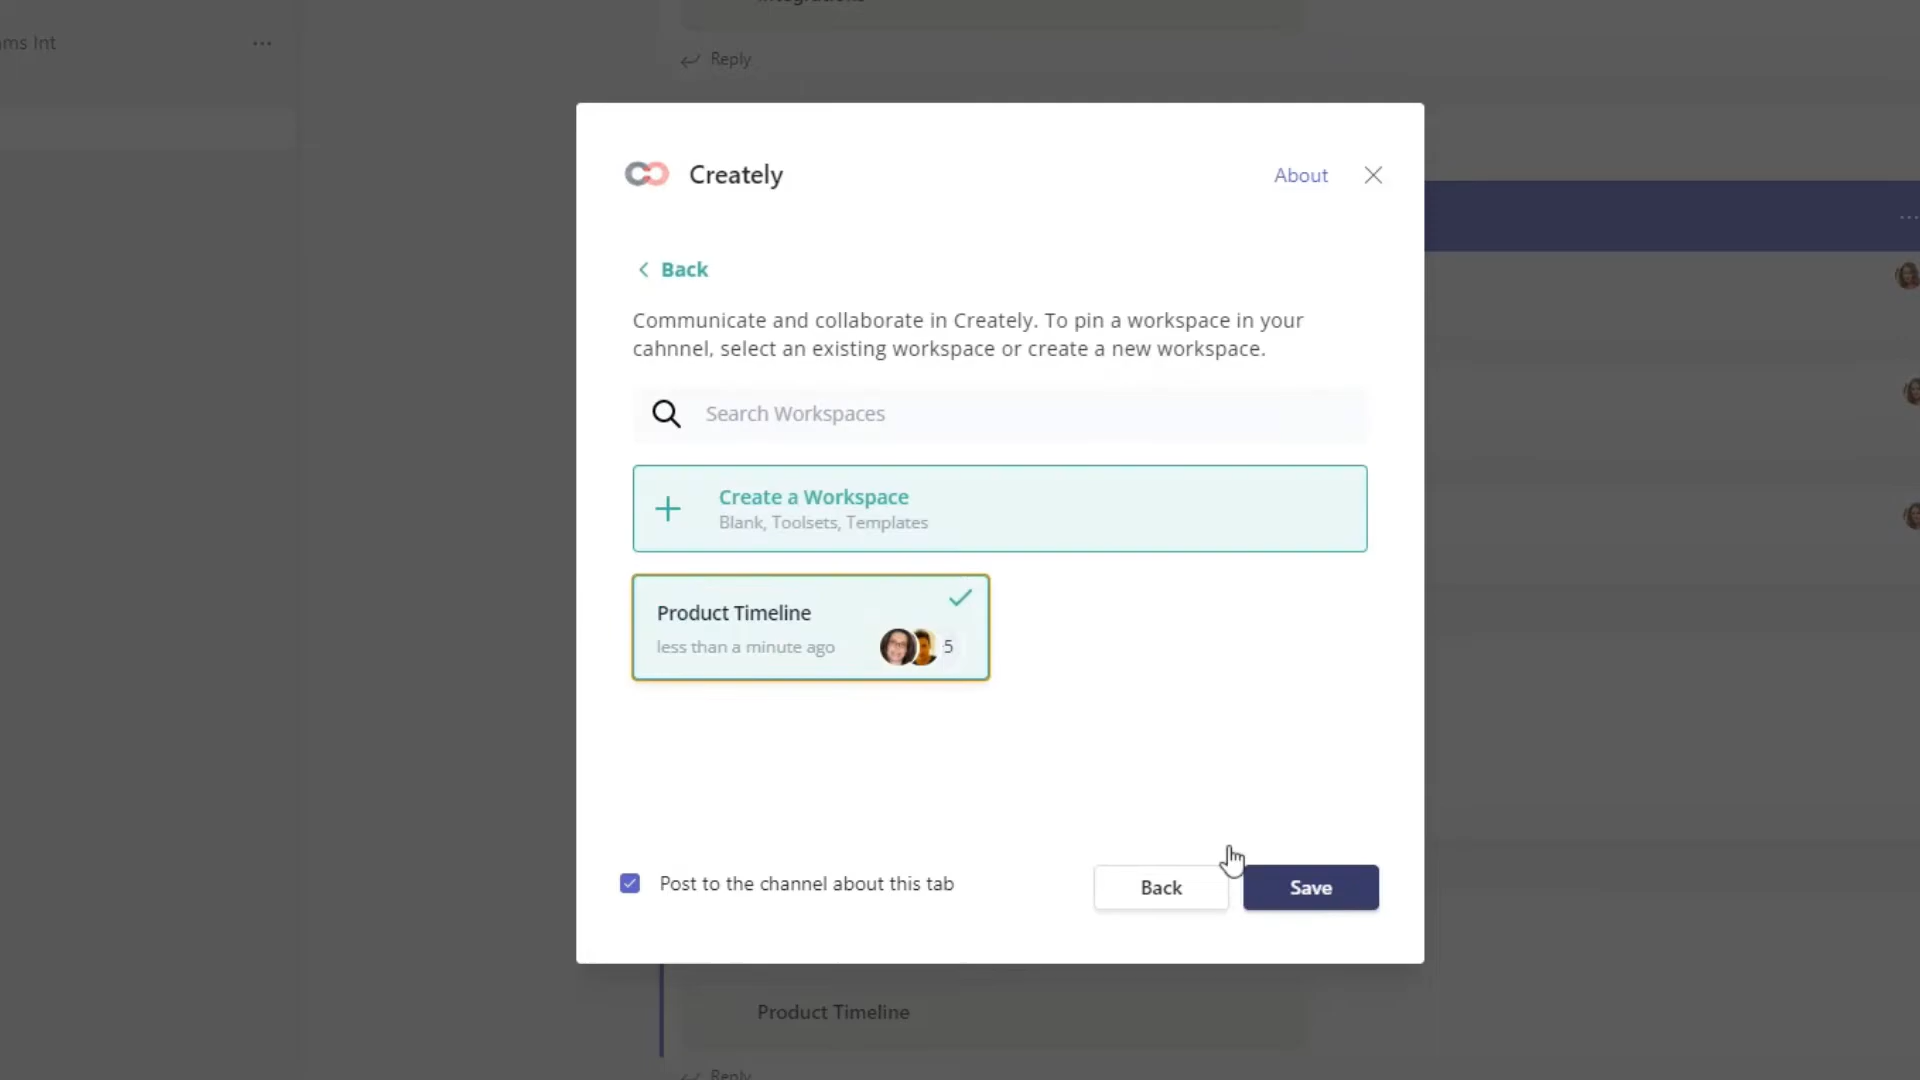 ms Int
Reply
Creately
About
Back
Communicate and collaborate in Creately. To pin a workspace in your
cahnnel, select an existing workspace or create a new workspace.
Search Workspaces
Create a Workspace
Blank, Toolsets, Templates
Product Timeline
less than a minute ago
5
Post to the channel about this tab
Back
Save
Product Timeline
Reply